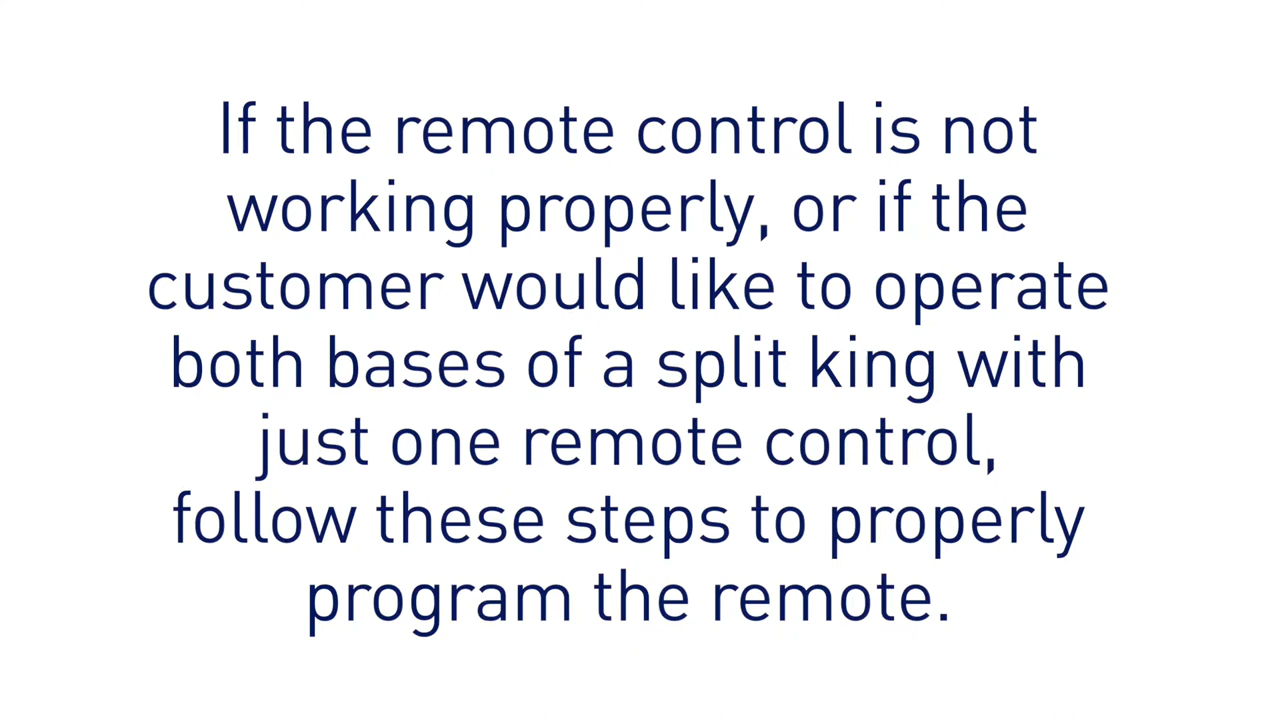 If the remote control is not
working properly, or if the
customer would like to operate
both bases of a split king with
just one remote control,
follow these steps to properly
program the remote.